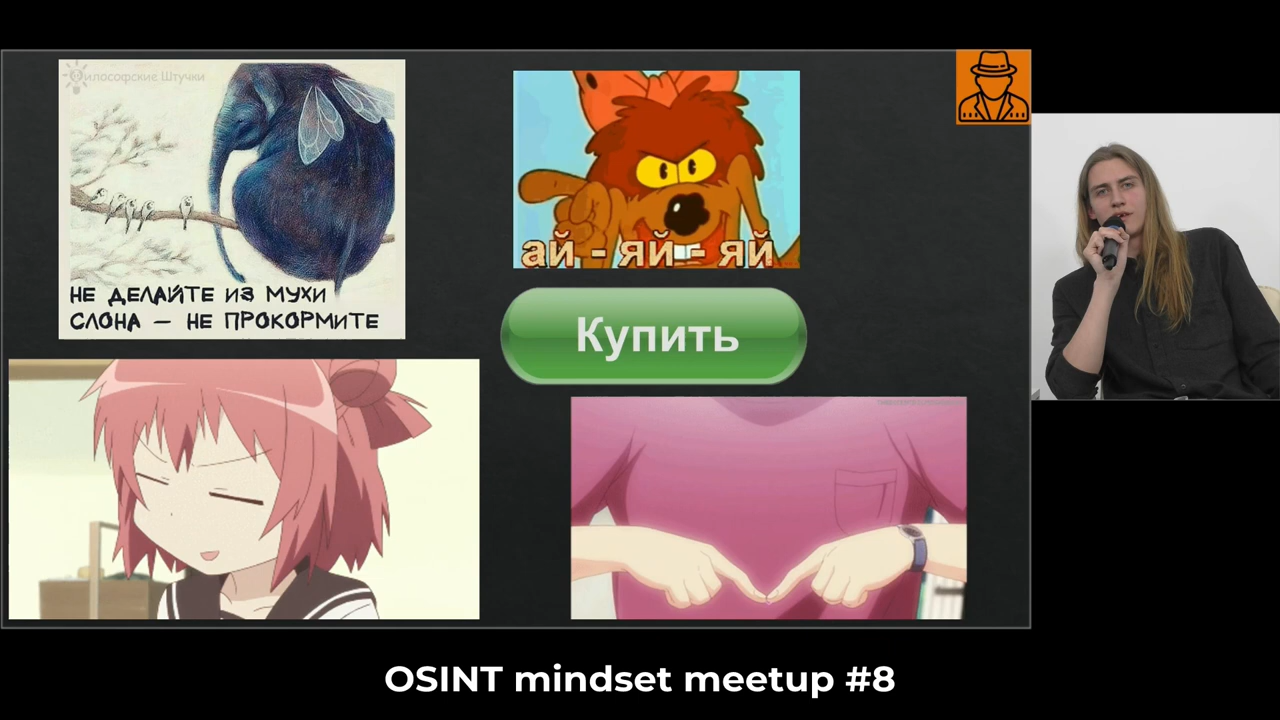 Философские Штучки
НЕ ДЕЛАЙТЕ ИЗ МУХИ
СЛОНА – НЕ ПРОКОРМИТЕ
ай - яй - яй
Купить
OSINT mindset meetup #8